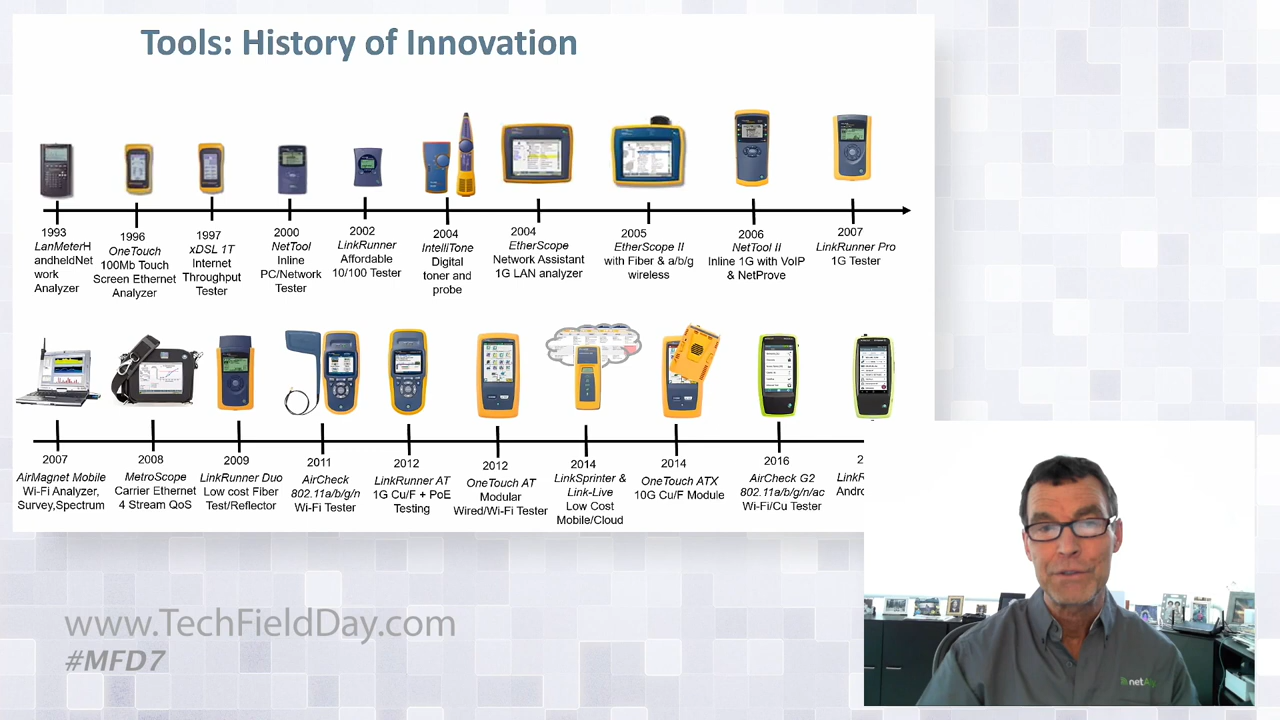 Tools: History of Innovation
1993
LanMeterH
andheldNet
work
Analyzer
1996
OneTouch
100Mb Touch
Screen Ethernet
Analyzer
1997
xDSL 1T
Internet
Throughput
Tester
2000
NetTool
Inline
PC/Network
Tester
2002
LinkRunner
Affordable
10/100 Tester
2004
IntelliTone
Digital
toner and
probe
2004
EtherScope
Network Assistant
1G LAN analyzer
2005
EtherScope II
with Fiber & a/b/g
wireless
2006
NetTool II
Inline 1G with VoIP
& NetProve
2007
LinkRunner Pro
1G Tester
2007
AirMagnet Mobile
Wi-Fi Analyzer,
Survey,Spectrum
2008
MetroScope
Carrier Ethernet
4 Stream QoS
2009
LinkRunner Duo
Low cost Fiber
Test/Reflector
2011
AirCheck
802.11a/b/g/n
Wi-Fi Tester
2012
LinkRunner AT
1G Cu/F + PoE
Testing
2012
OneTouch AT
Modular
Wired/Wi-Fi Tester
2014
LinkSprinter &
Link-Live
Low Cost
Mobile/Cloud
2014
OneTouch ATX
10G Cu/F Module
2016
AirCheck G2
802.11a/b/g/n/ac
Wi-Fi/Cu Tester
2
LinkR
Andro
www.TechFieldDay.com
#MFD7
netAly